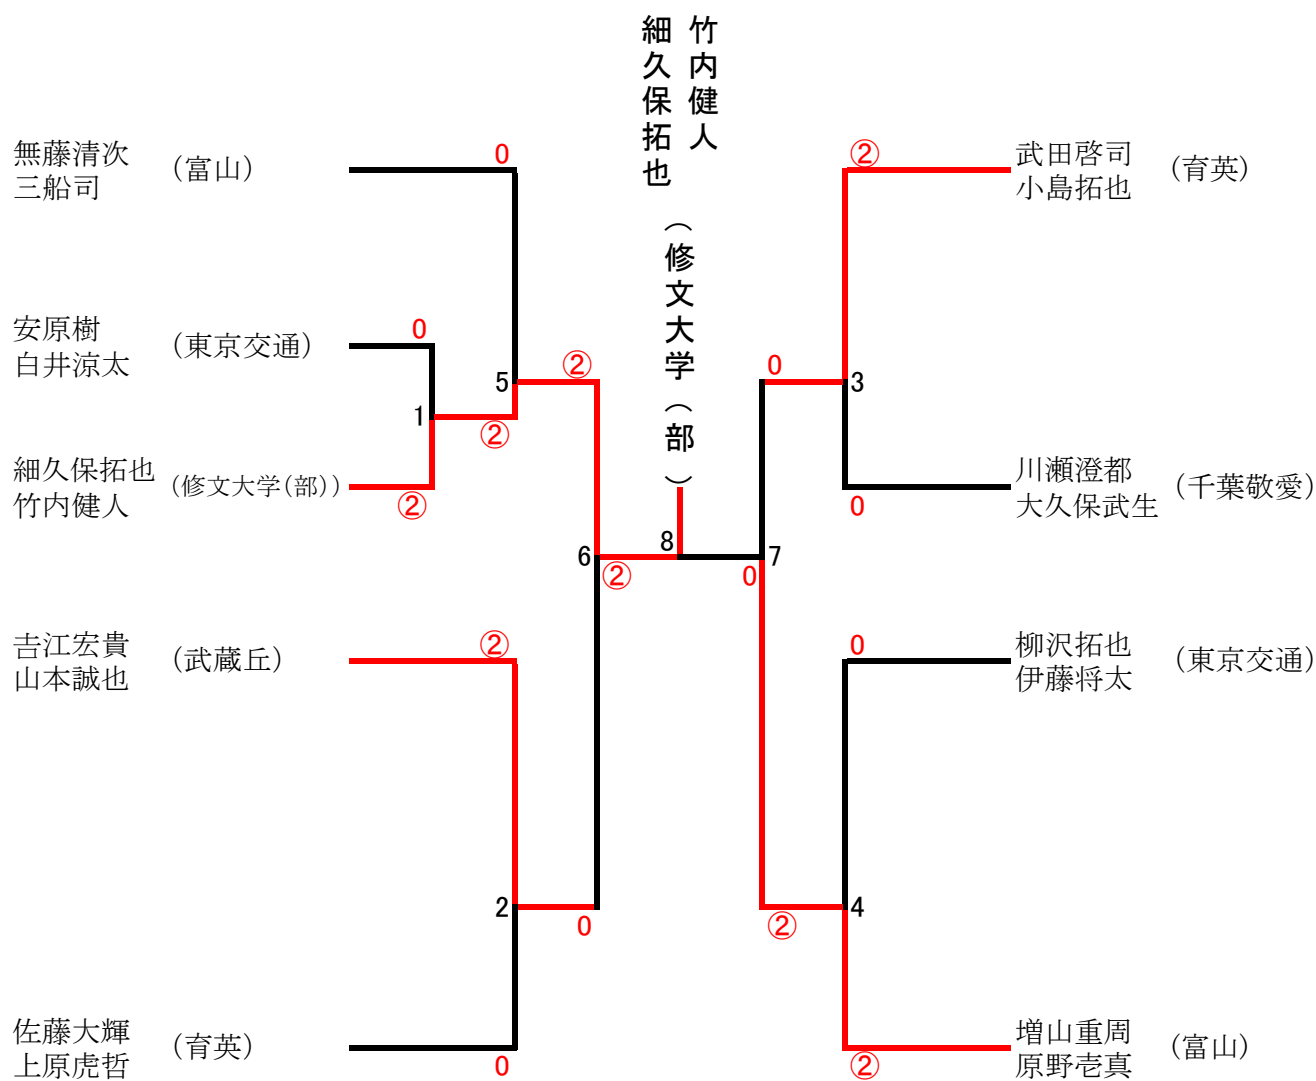 竹内健人
細久保拓也
（修文大学（部）
無藤清次
三船司
（富山）
0
安原樹
白井涼太
（東京交通）
0
細久保拓也
竹内健人
（修文大学（部））
②
1
②
5
②
𠮷江宏貴
山本誠也
（武蔵丘）
②
佐藤大輝
上原虎哲
（育英）
0
2
0
6
②
8
武田啓司
小島拓也
（育英）
②
川瀬澄都
大久保武生
（千葉敬愛）
0
3
0
柳沢拓也
伊藤将太
（東京交通）
0
増山重周
原野壱真
（富山）
②
4
②
7
0